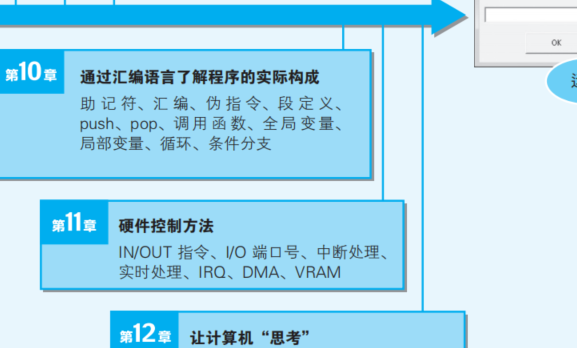 OK
第10章
通过汇编语言了解程序的实际构成
助记符、汇编、伪指令、段定义、
push、pop、调用函数、全局变量、
局部变量、循环、条件分支
第11章
硬件控制方法
IN/OUT 指令、I/O 端口号、中断处理、
实时处理、IRQ、DMA、VRAM
第12章
让计算机“思考”